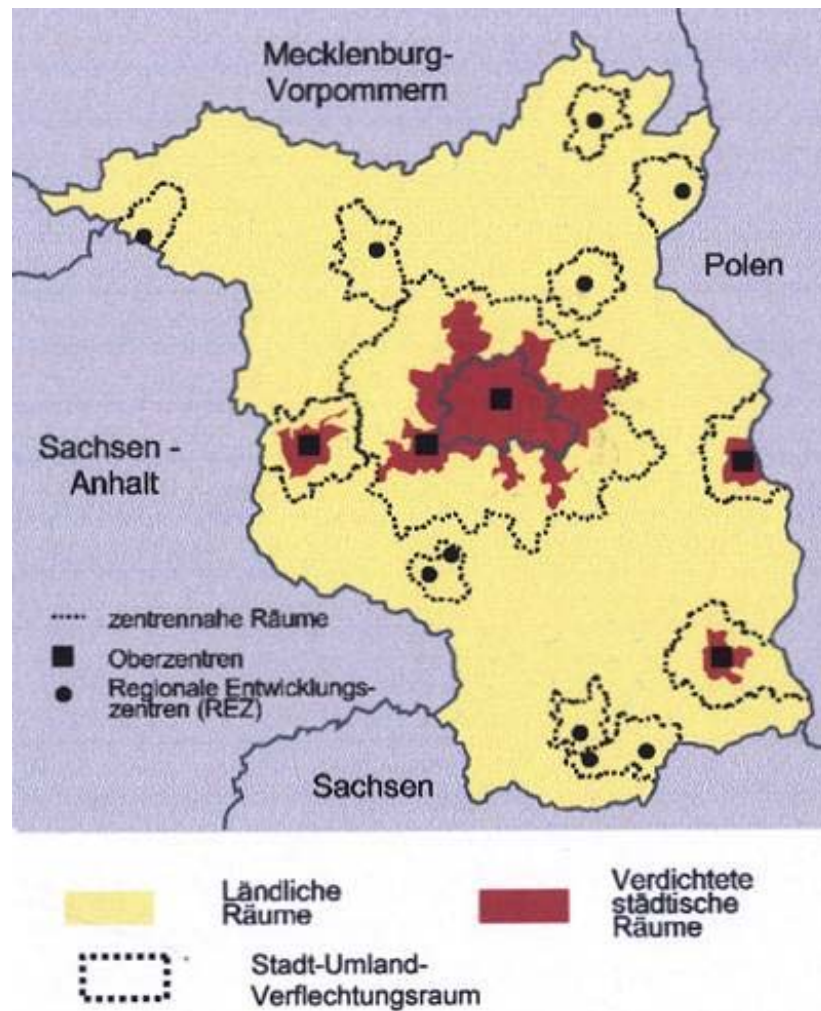 Mecklenburg-
Vorpommern
Polen
Sachsen -
Anhalt
zentrennahe Räume
Oberzentren
Regionale Entwicklungs-
zentren (REZ)
Sachsen
Ländliche
Räume
Verdichtete
städtische
Räume
Stadt-Umland-
Verflechtungsraum